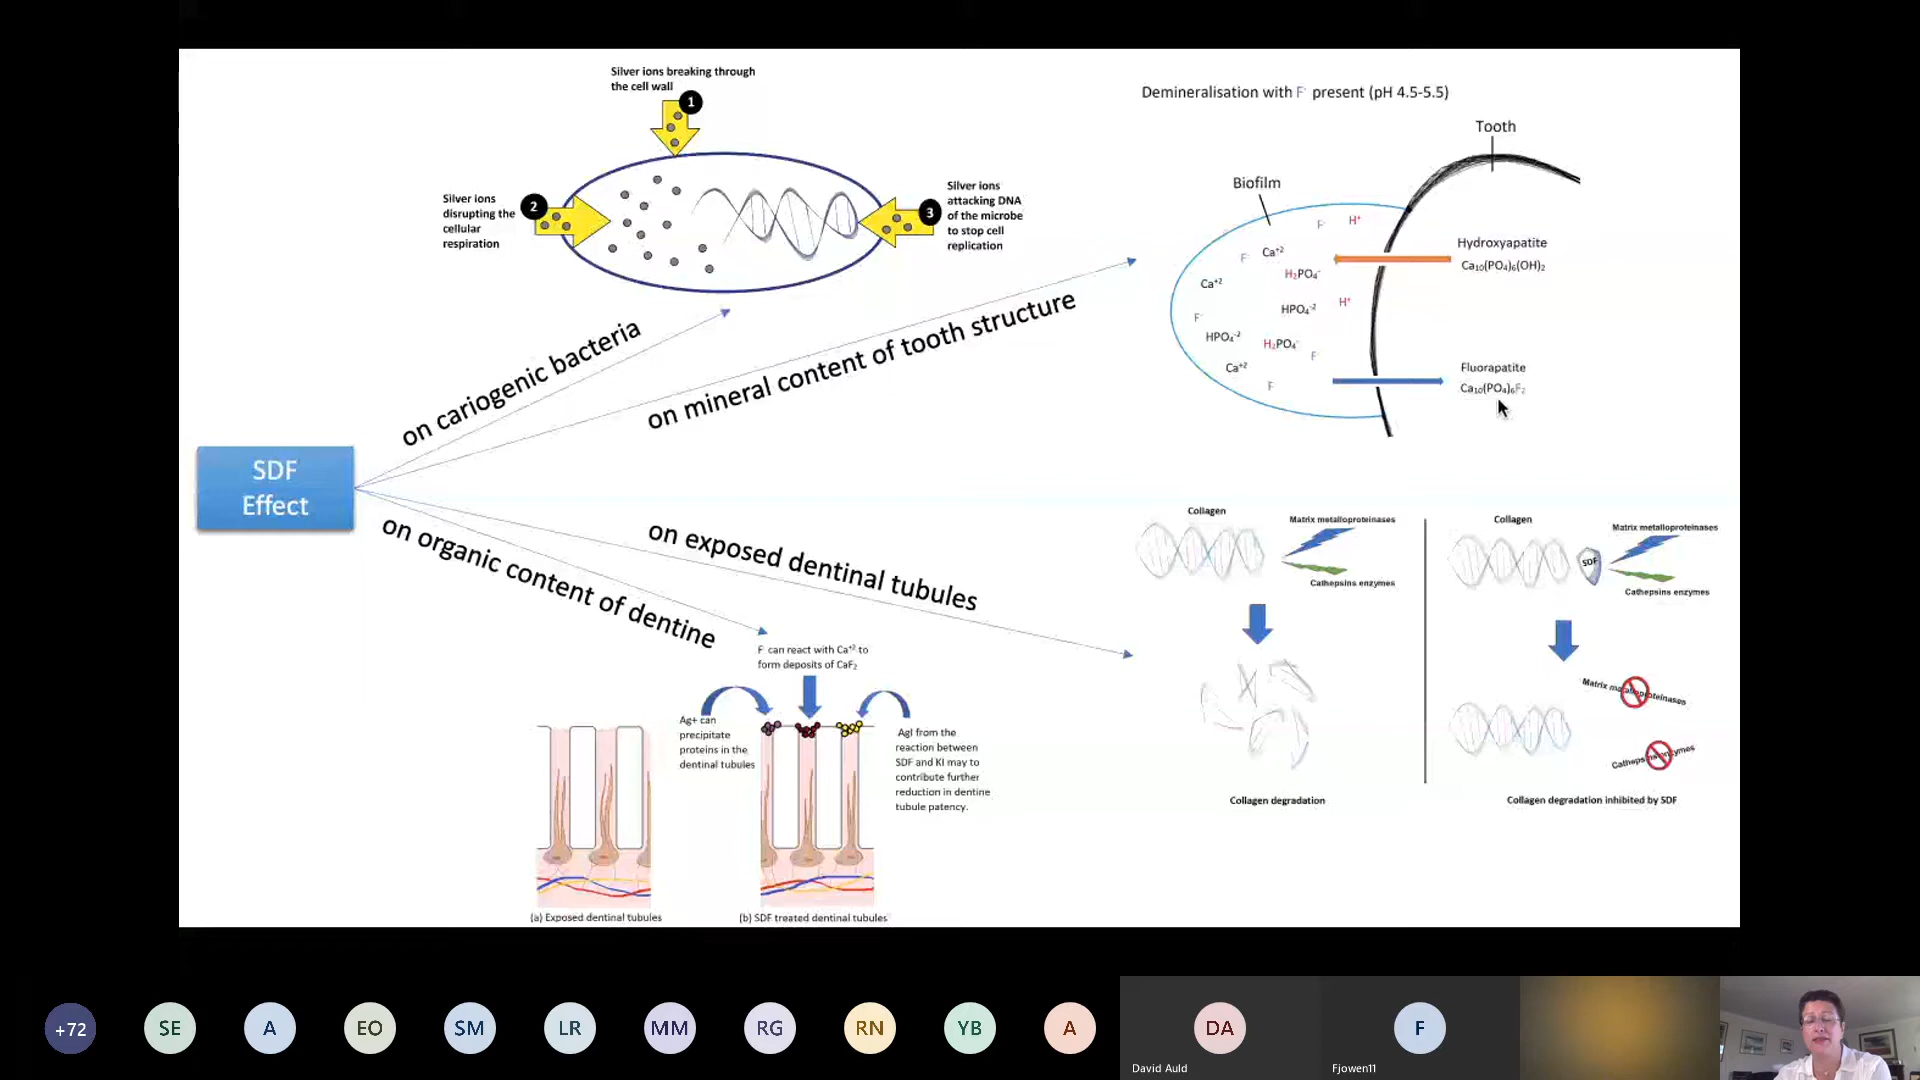 Silver ions breaking through
the cell wall
1
Silver ions
disrupting the
cellular
respiration
2
3
Silver ions
attacking DNA
of the microbe
to stop cell
replication
Demineralisation with F⁻ present (pH 4.5-5.5)
Tooth
Biofilm
F⁻ H⁺
F⁻ Ca⁺²
H₂PO₄⁻
Ca⁺²
HPO₄⁻² H⁺
F⁻
HPO₄⁻² H₂PO₄⁻
F⁻
Ca⁺²
F⁻
Hydroxyapatite
Ca₁₀(PO₄)₆(OH)₂
Fluorapatite
Ca₁₀(PO₄)₆F₂
on cariogenic bacteria
on mineral content of tooth structure
SDF
Effect
on exposed dentinal tubules
on organic content of dentine
F⁻ can react with Ca⁺² to
form deposits of CaF₂
Ag+ can
precipitate
proteins in the
dentinal tubules
AgI from the
reaction between
SDF and KI may to
contribute further
reduction in dentine
tubule patency.
(a) Exposed dentinal tubules
(b) SDF treated dentinal tubules
Collagen
Matrix metalloproteinases
Cathepsins enzymes
Collagen degradation
Collagen
SDF
Matrix metalloproteinases
Cathepsins enzymes
Matrix metalloproteinases
Cathepsins enzymes
Collagen degradation inhibited by SDF
+72
SE
A
EO
SM
LR
MM
RG
RN
YB
A
DA
David Auld
F
Fjowen11